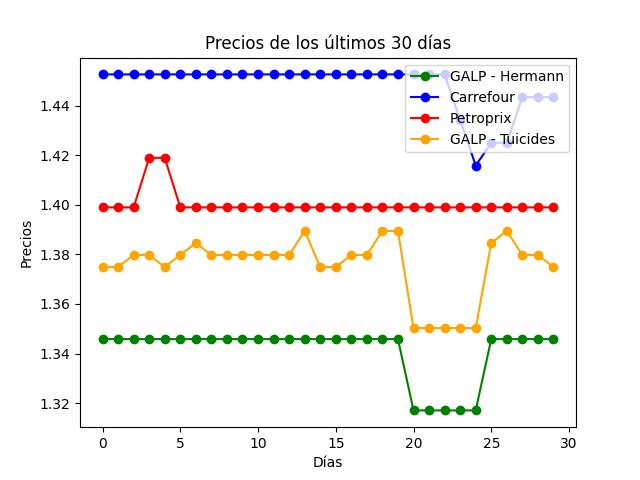 Precios de los últimos 30 días
GALP - Hermann
Carrefour
Petroprix
GALP - Tuicides
Precios
1.44
1.42
1.40
1.38
1.36
1.34
1.32
0 5 10 15 20 25 30
Días